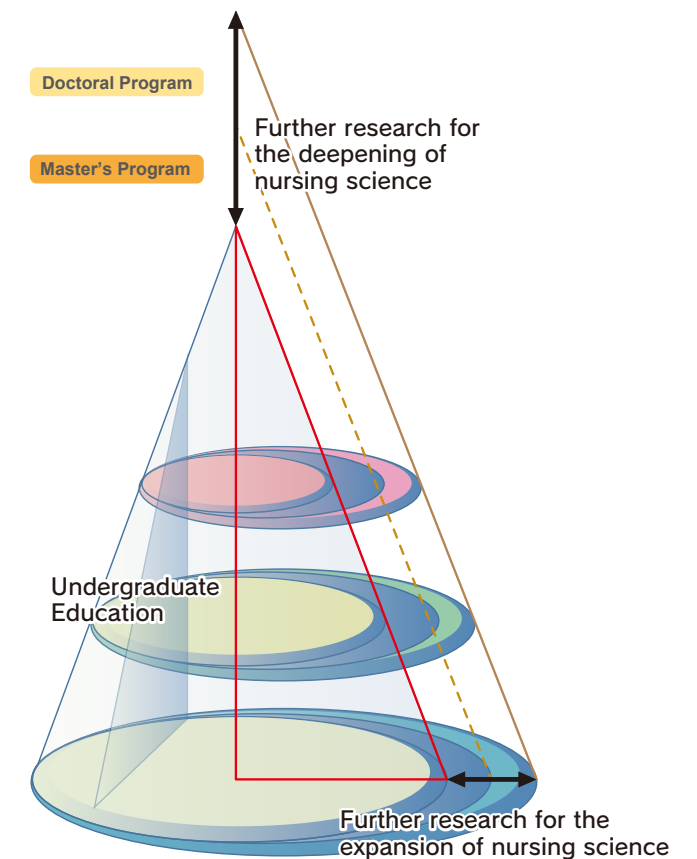 Doctoral Program
Further research for
the deepening of
nursing science
Master's Program
Undergraduate
Education
Further research for the
expansion of nursing science